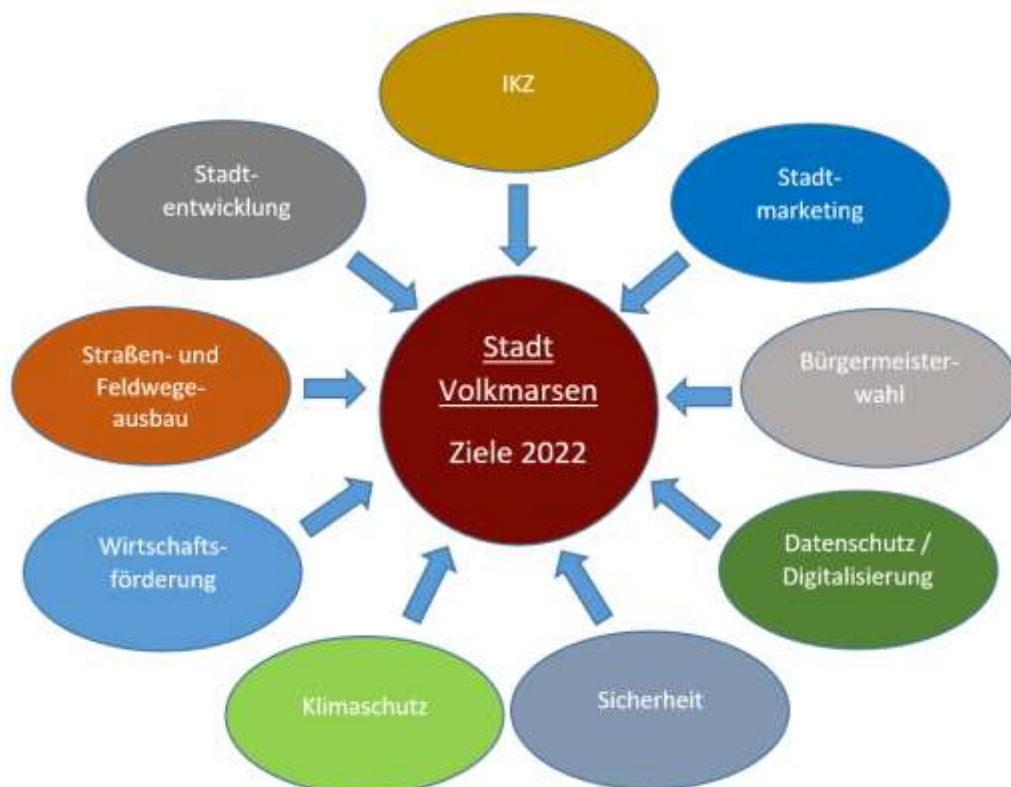 IKZ
Stadt-
marketing
Bürgermeister-
wahl
Datenschutz /
Digitalisierung
Sicherheit
Klimaschutz
Wirtschafts-
förderung
Straßen- und
Feldwege-
ausbau
Stadt-
entwicklung
Stadt
Volkmarsen
Ziele 2022